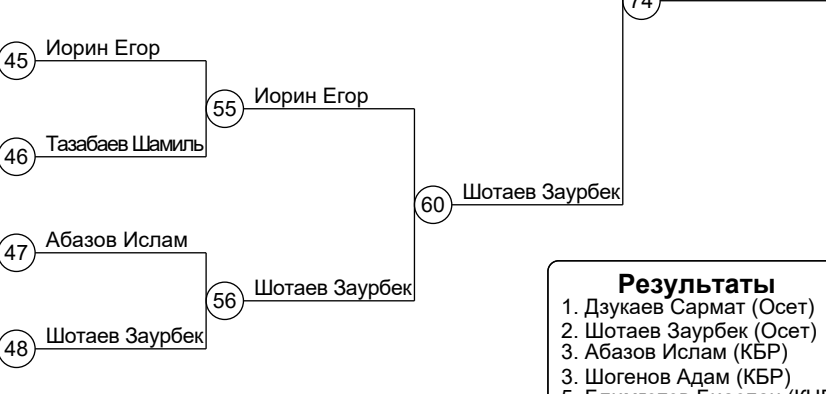 74
45 Иорин Егор
55 Иорин Егор
46 Тазабаев Шамиль
60 Шотаев Заурбек
47 Абазов Ислам
56 Шотаев Заурбек
48 Шотаев Заурбек
Результаты
1. Дзукаев Сармат (Осет)
2. Шотаев Заурбек (Осет)
3. Абазов Ислам (КБР)
3. Шогенов Адам (КБР)
5.